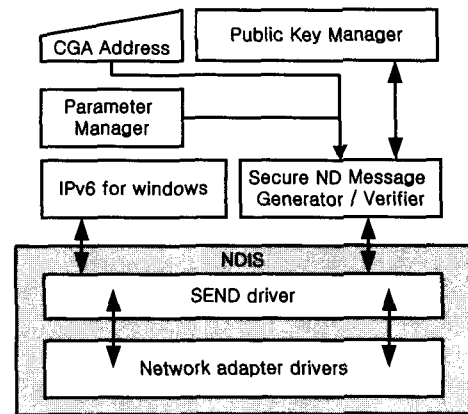 CGA Address
Public Key Manager
Parameter
Manager
IPv6 for windows
Secure ND Message
Generator / Verifier
NDIS
SEND driver
Network adapter drivers